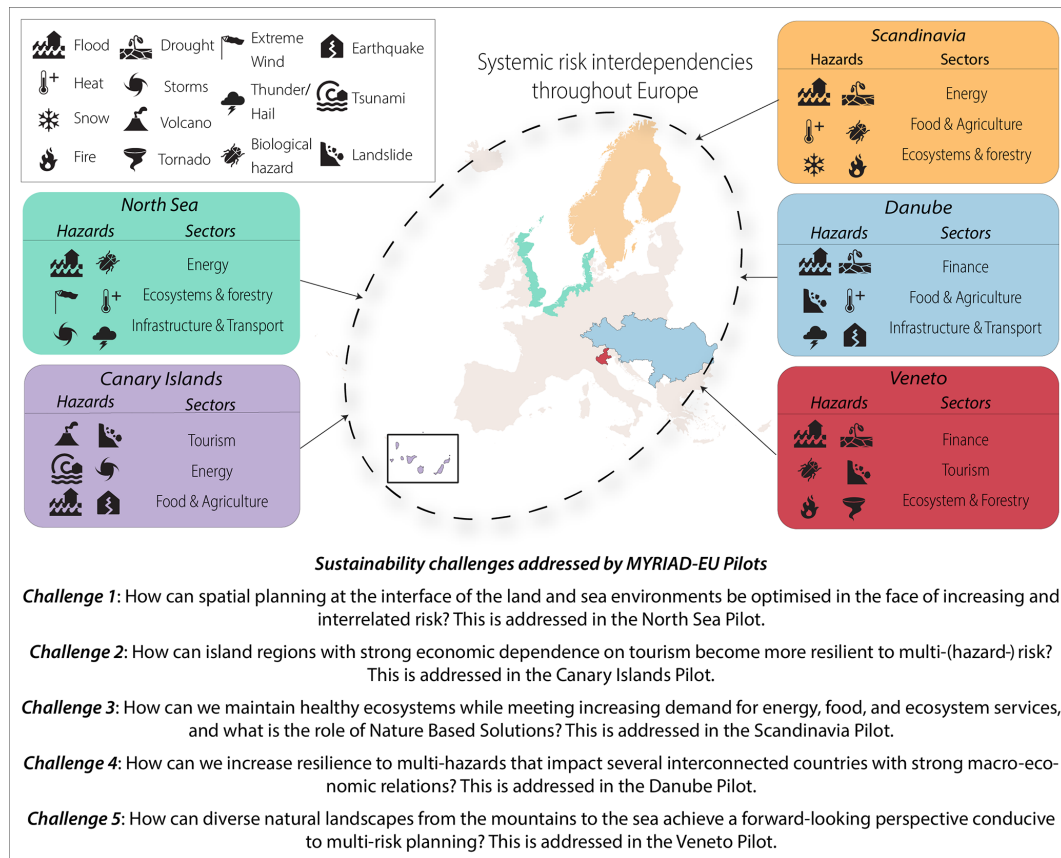 Flood
Drought
Extreme
Wind
Earthquake
Heat
Storms
Thunder/
Hail
Tsunami
Snow
Volcano
Fire
Tornado
Biological
hazard
Landslide
Systemic risk interdependencies
throughout Europe
Scandinavia
Hazards Sectors
Energy
Food & Agriculture
Ecosystems & forestry
North Sea
Hazards Sectors
Energy
Ecosystems & forestry
Infrastructure & Transport
Danube
Hazards Sectors
Finance
Food & Agriculture
Infrastructure & Transport
Canary Islands
Hazards Sectors
Tourism
Energy
Food & Agriculture
Veneto
Hazards Sectors
Finance
Tourism
Ecosystem & Forestry
Sustainability challenges addressed by MYRIAD-EU Pilots
Challenge 1: How can spatial planning at the interface of the land and sea environments be optimised in the face of increasing and
interrelated risk? This is addressed in the North Sea Pilot.
Challenge 2: How can island regions with strong economic dependence on tourism become more resilient to multi-(hazard-) risk?
This is addressed in the Canary Islands Pilot.
Challenge 3: How can we maintain healthy ecosystems while meeting increasing demand for energy, food, and ecosystem services,
and what is the role of Nature Based Solutions? This is addressed in the Scandinavia Pilot.
Challenge 4: How can we increase resilience to multi-hazards that impact several interconnected countries with strong macro-eco-
nomic relations? This is addressed in the Danube Pilot.
Challenge 5: How can diverse natural landscapes from the mountains to the sea achieve a forward-looking perspective conducive
to multi-risk planning? This is addressed in the Veneto Pilot.